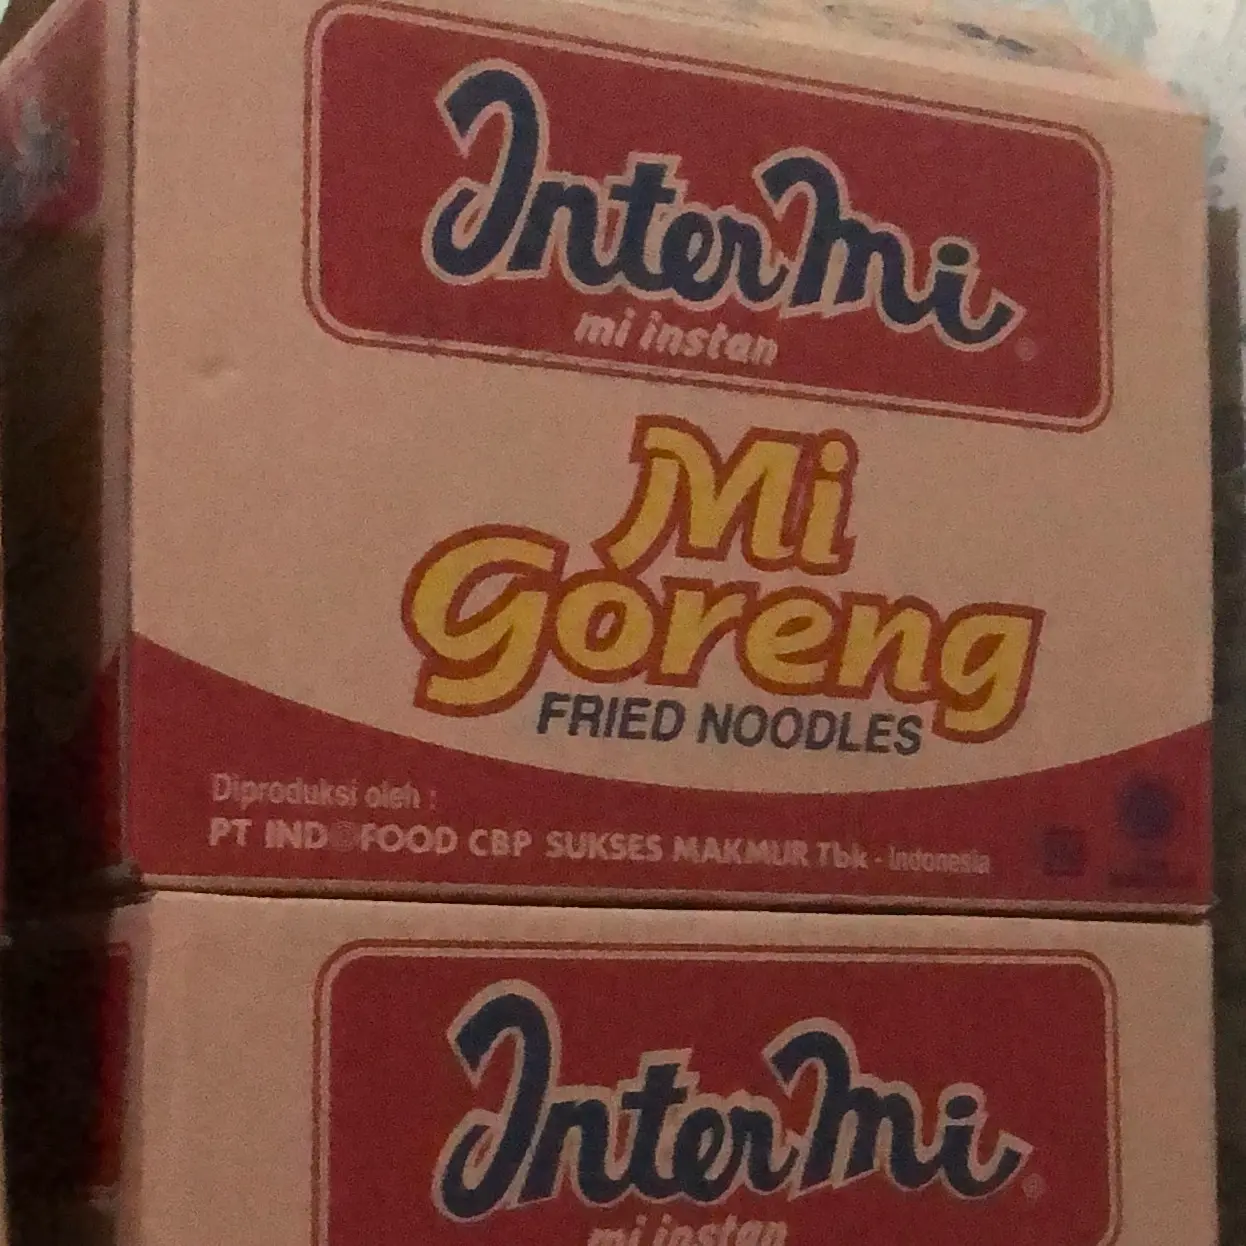 InterMi
mi instan
Mi
Goreng
FRIED NOODLES
Diproduksi oleh :
PT INDOFOOD CBP SUKSES MAKMUR Tbk - Indonesia
InterMi
mi instan